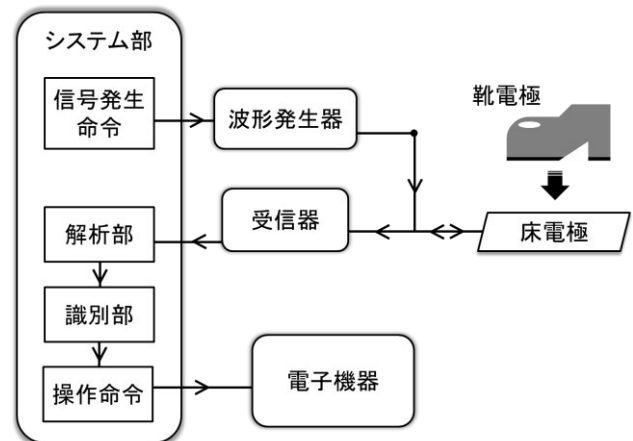 システム部
信号発生
命令
波形発生器
靴電極
受信器
床電極
解析部
識別部
操作命令
電子機器